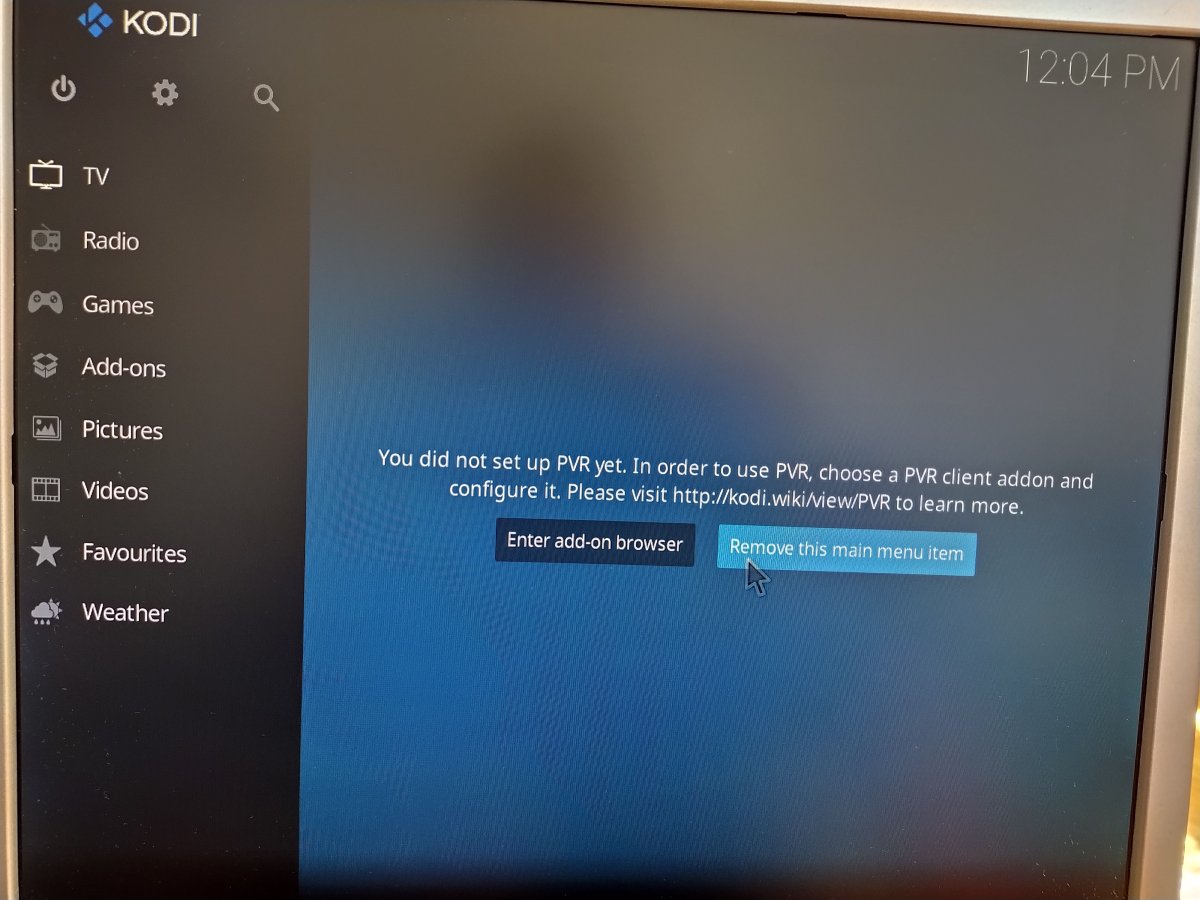 KODI
12:04 PM
TV
Radio
Games
Add-ons
Pictures
Videos
Favourites
Weather
You did not set up PVR yet. In order to use PVR, choose a PVR client addon and
configure it. Please visit http://kodi.wiki/view/PVR to learn more.
Enter add-on browser
Remove this main menu item